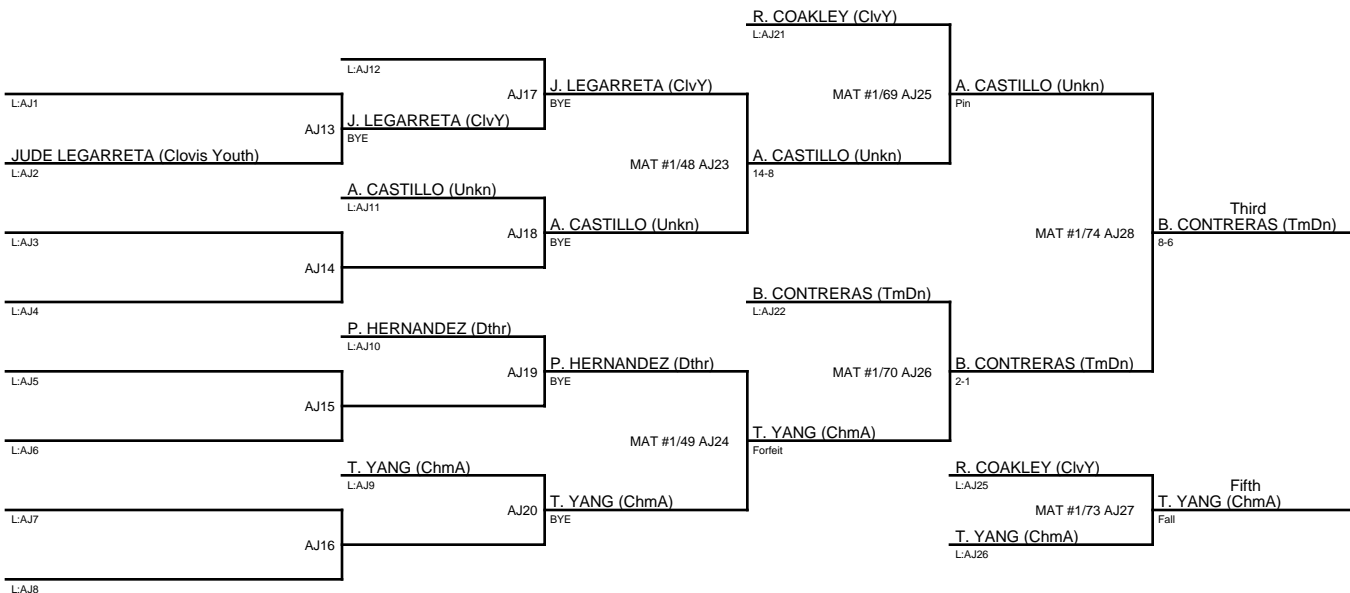 R. COAKLEY (ClvY)
L:AJ21
L:AJ12
AJ17
J. LEGARRETA (ClvY)
BYE
MAT #1/69 AJ25
A. CASTILLO (Unkn)
Pin
L:AJ1
AJ13
J. LEGARRETA (ClvY)
BYE
JUDE LEGARRETA (Clovis Youth)
L:AJ2
MAT #1/48 AJ23
A. CASTILLO (Unkn)
14-8
A. CASTILLO (Unkn)
L:AJ11
L:AJ3
AJ18
A. CASTILLO (Unkn)
BYE
MAT #1/74 AJ28
Third
B. CONTRERAS (TmDn)
8-6
AJ14
L:AJ4
B. CONTRERAS (TmDn)
L:AJ22
P. HERNANDEZ (Dthr)
L:AJ10
L:AJ5
AJ19
P. HERNANDEZ (Dthr)
BYE
MAT #1/70 AJ26
B. CONTRERAS (TmDn)
2-1
AJ15
L:AJ6
MAT #1/49 AJ24
T. YANG (ChmA)
Forfeit
T. YANG (ChmA)
L:AJ9
R. COAKLEY (ClvY)
L:AJ25
L:AJ7
AJ20
T. YANG (ChmA)
BYE
MAT #1/73 AJ27
Fifth
T. YANG (ChmA)
Fall
AJ16
T. YANG (ChmA)
L:AJ26
L:AJ8